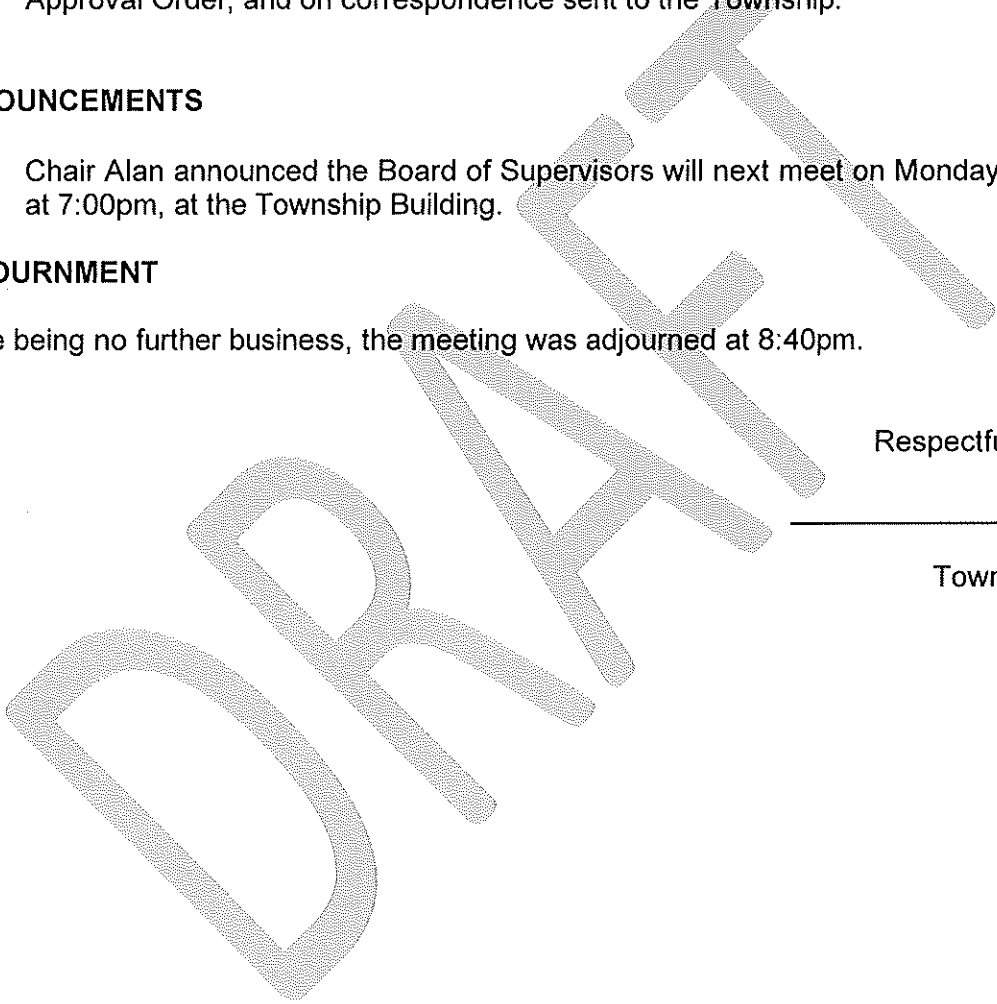 Approval Order, and on correspondence sent to the Township.
OUNCEMENTS
Chair Alan announced the Board of Supervisors will next meet on Monday
at 7:00pm, at the Township Building.
OURNMENT
e being no further business, the meeting was adjourned at 8:40pm.
Respectfu
Town
DRAFT